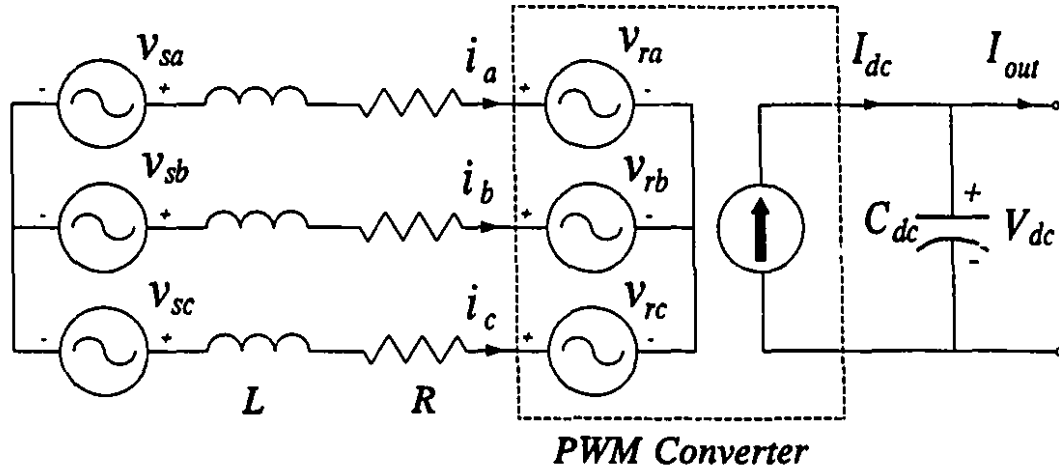 v_sa i_a v_ra I_dc I_out
- + + -
v_sb i_b v_rb
- + + - + C_dc V_dc -
v_sc i_c v_rc
- + + -
L R
PWM Converter